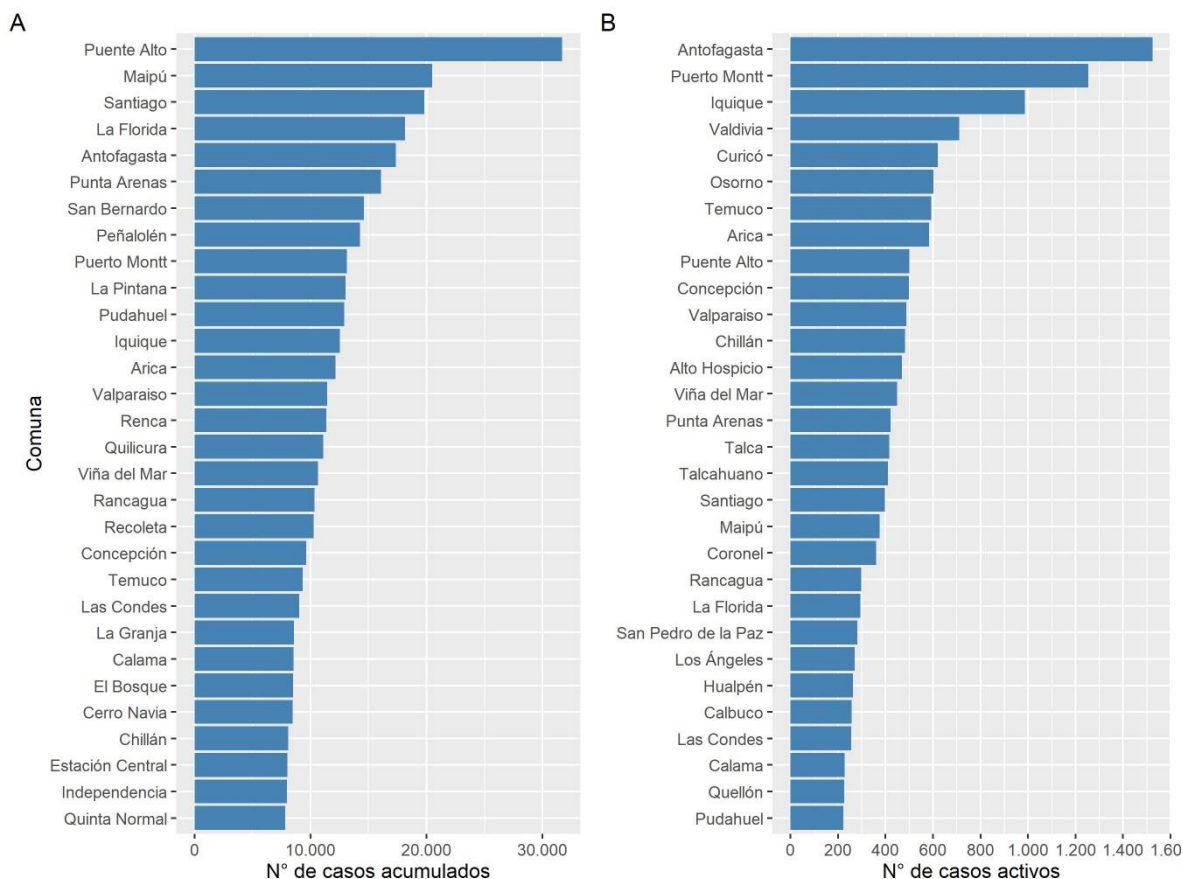 A
Comuna
Puente Alto
Maipú
Santiago
La Florida
Antofagasta
Punta Arenas
San Bernardo
Peñalolén
Puerto Montt
La Pintana
Pudahuel
Iquique
Arica
Valparaiso
Renca
Quilicura
Viña del Mar
Rancagua
Recoleta
Concepción
Temuco
Las Condes
La Granja
Calama
El Bosque
Cerro Navia
Chillán
Estación Central
Independencia
Quinta Normal
0 10.000 20.000 30.000
N° de casos acumulados
B
Antofagasta
Puerto Montt
Iquique
Valdivia
Curicó
Osorno
Temuco
Arica
Puente Alto
Concepción
Valparaiso
Chillán
Alto Hospicio
Viña del Mar
Punta Arenas
Talca
Talcahuano
Santiago
Maipú
Coronel
Rancagua
La Florida
San Pedro de la Paz
Los Ángeles
Hualpén
Calbuco
Las Condes
Calama
Quellón
Pudahuel
0 200 400 600 800 1.000 1.200 1.400 1.60
N° de casos activos